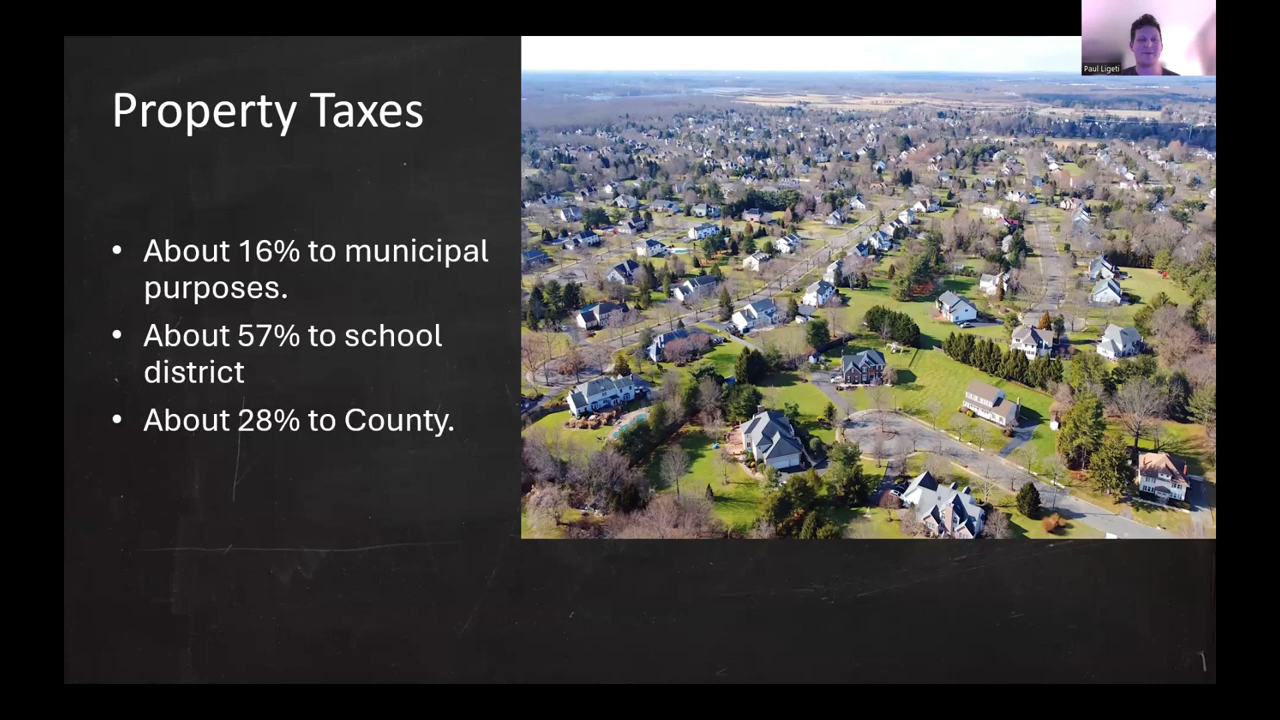 Paul Ligeti
Property Taxes
• About 16% to municipal
purposes.
• About 57% to school
district
• About 28% to County.